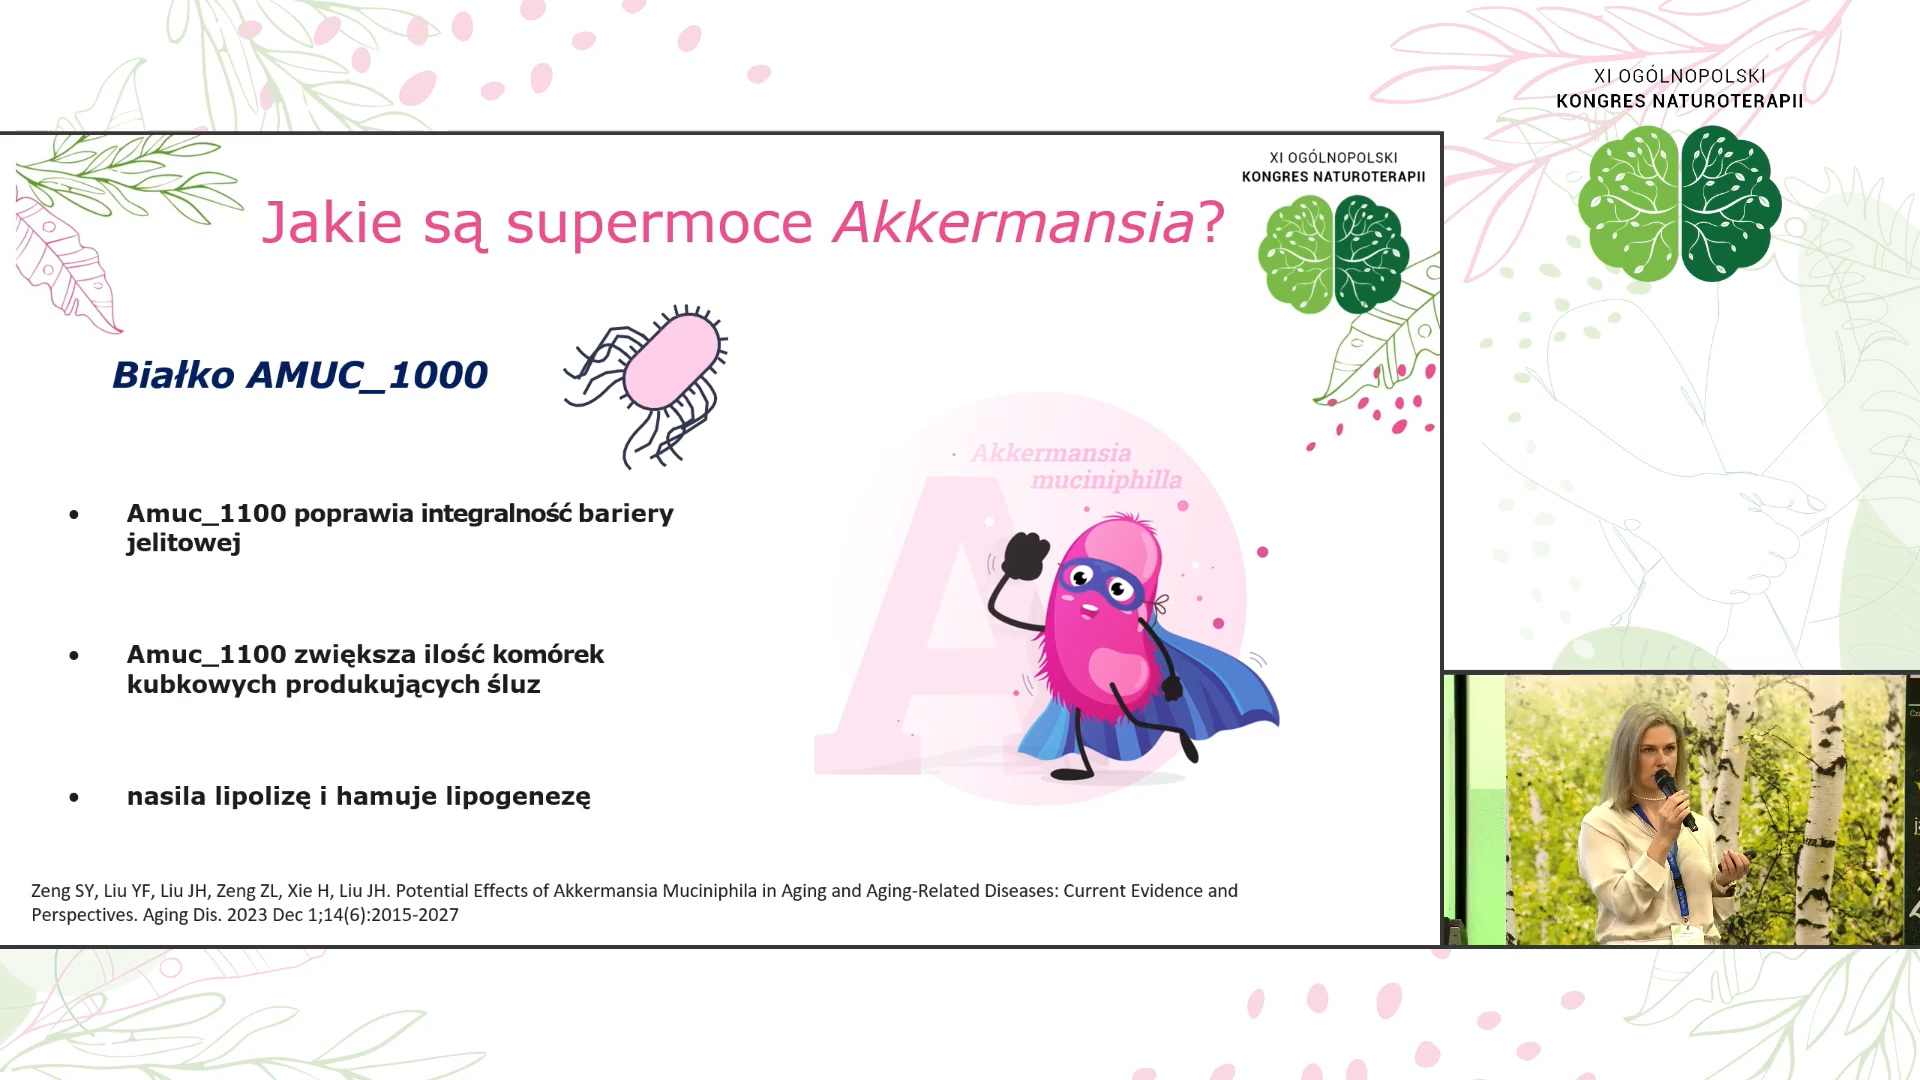 XI OGÓLNOPOLSKI
KONGRES NATUROTERAPII
XI OGÓLNOPOLSKI
KONGRES NATUROTERAPII
Jakie są supermoce Akkermansia?
Białko AMUC_1000
Akkermansia
muciniphilla
• Amuc_1100 poprawia integralność bariery
jelitowej
• Amuc_1100 zwiększa ilość komórek
kubkowych produkujących śluz
• nasila lipolizę i hamuje lipogenezę
Zeng SY, Liu YF, Liu JH, Zeng ZL, Xie H, Liu JH. Potential Effects of Akkermansia Muciniphila in Aging and Aging-Related Diseases: Current Evidence and
Perspectives. Aging Dis. 2023 Dec 1;14(6):2015-2027